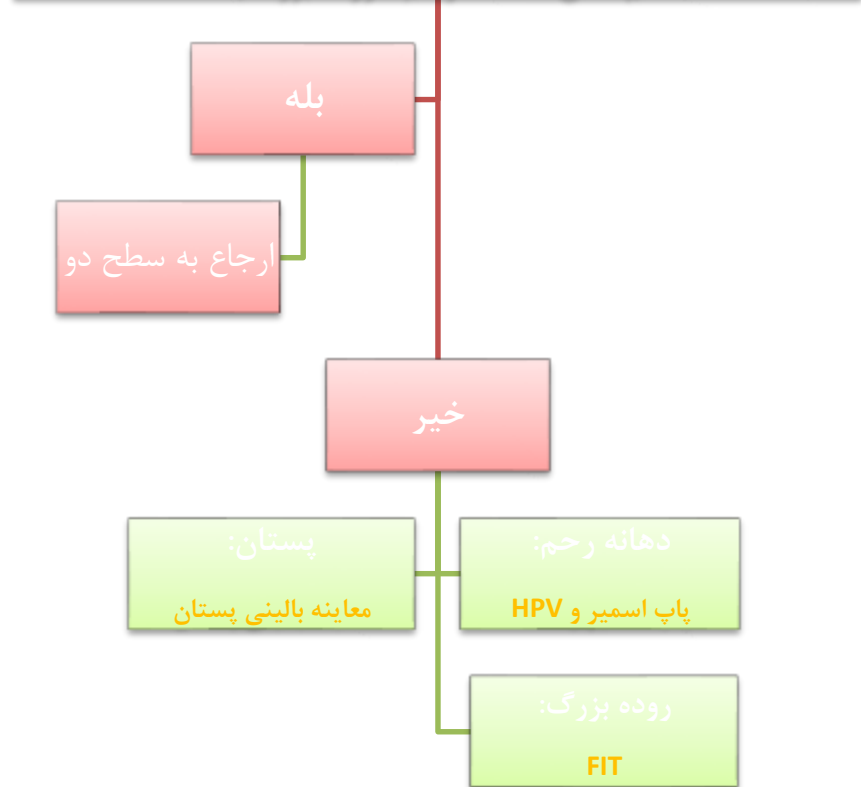 بله
ارجاع به سطح دو
خیر
دهانه رحم:
پاپ اسمیر و HPV
پستان:
معاینه بالینی پستان
روده بزرگ:
FIT